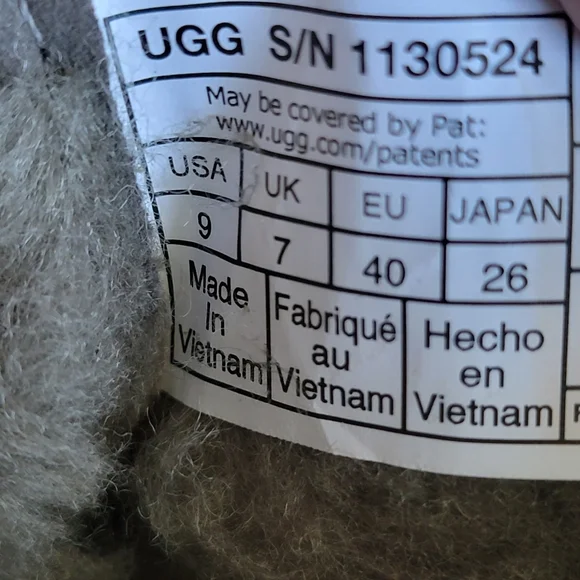 UGG S/N 1130524
May be covered by Pat:
www.ugg.com/patents
USA UK EU JAPAN
9 7 40 26
Made
In
Vietnam
Fabriqué
au
Vietnam
Hecho
en
Vietnam